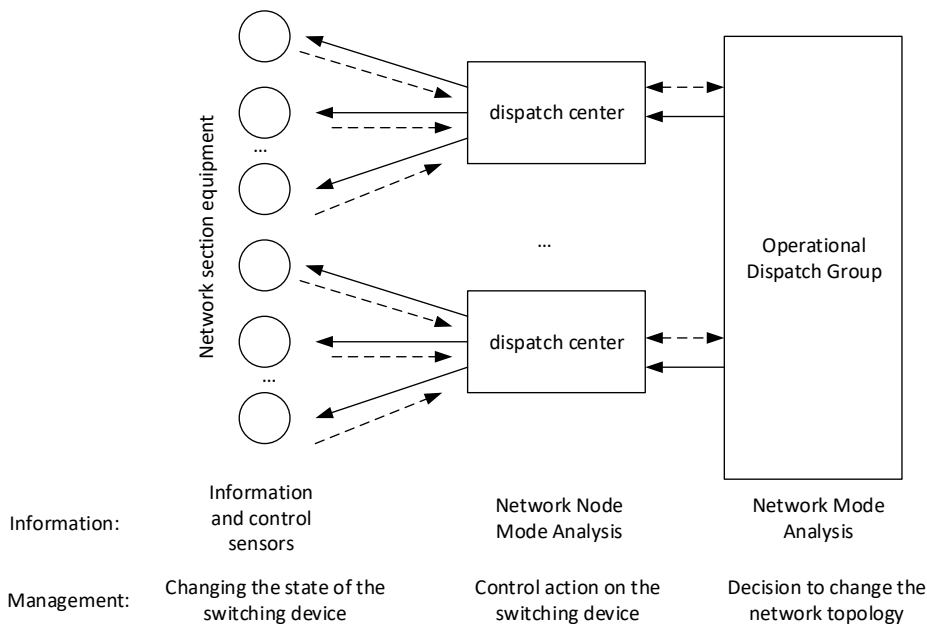 Network section equipment
...
...
dispatch center
...
dispatch center
Operational
Dispatch Group
Information:
Information
and control
sensors
Network Node
Mode Analysis
Network Mode
Analysis
Management:
Changing the state of the
switching device
Control action on the
switching device
Decision to change the
network topology